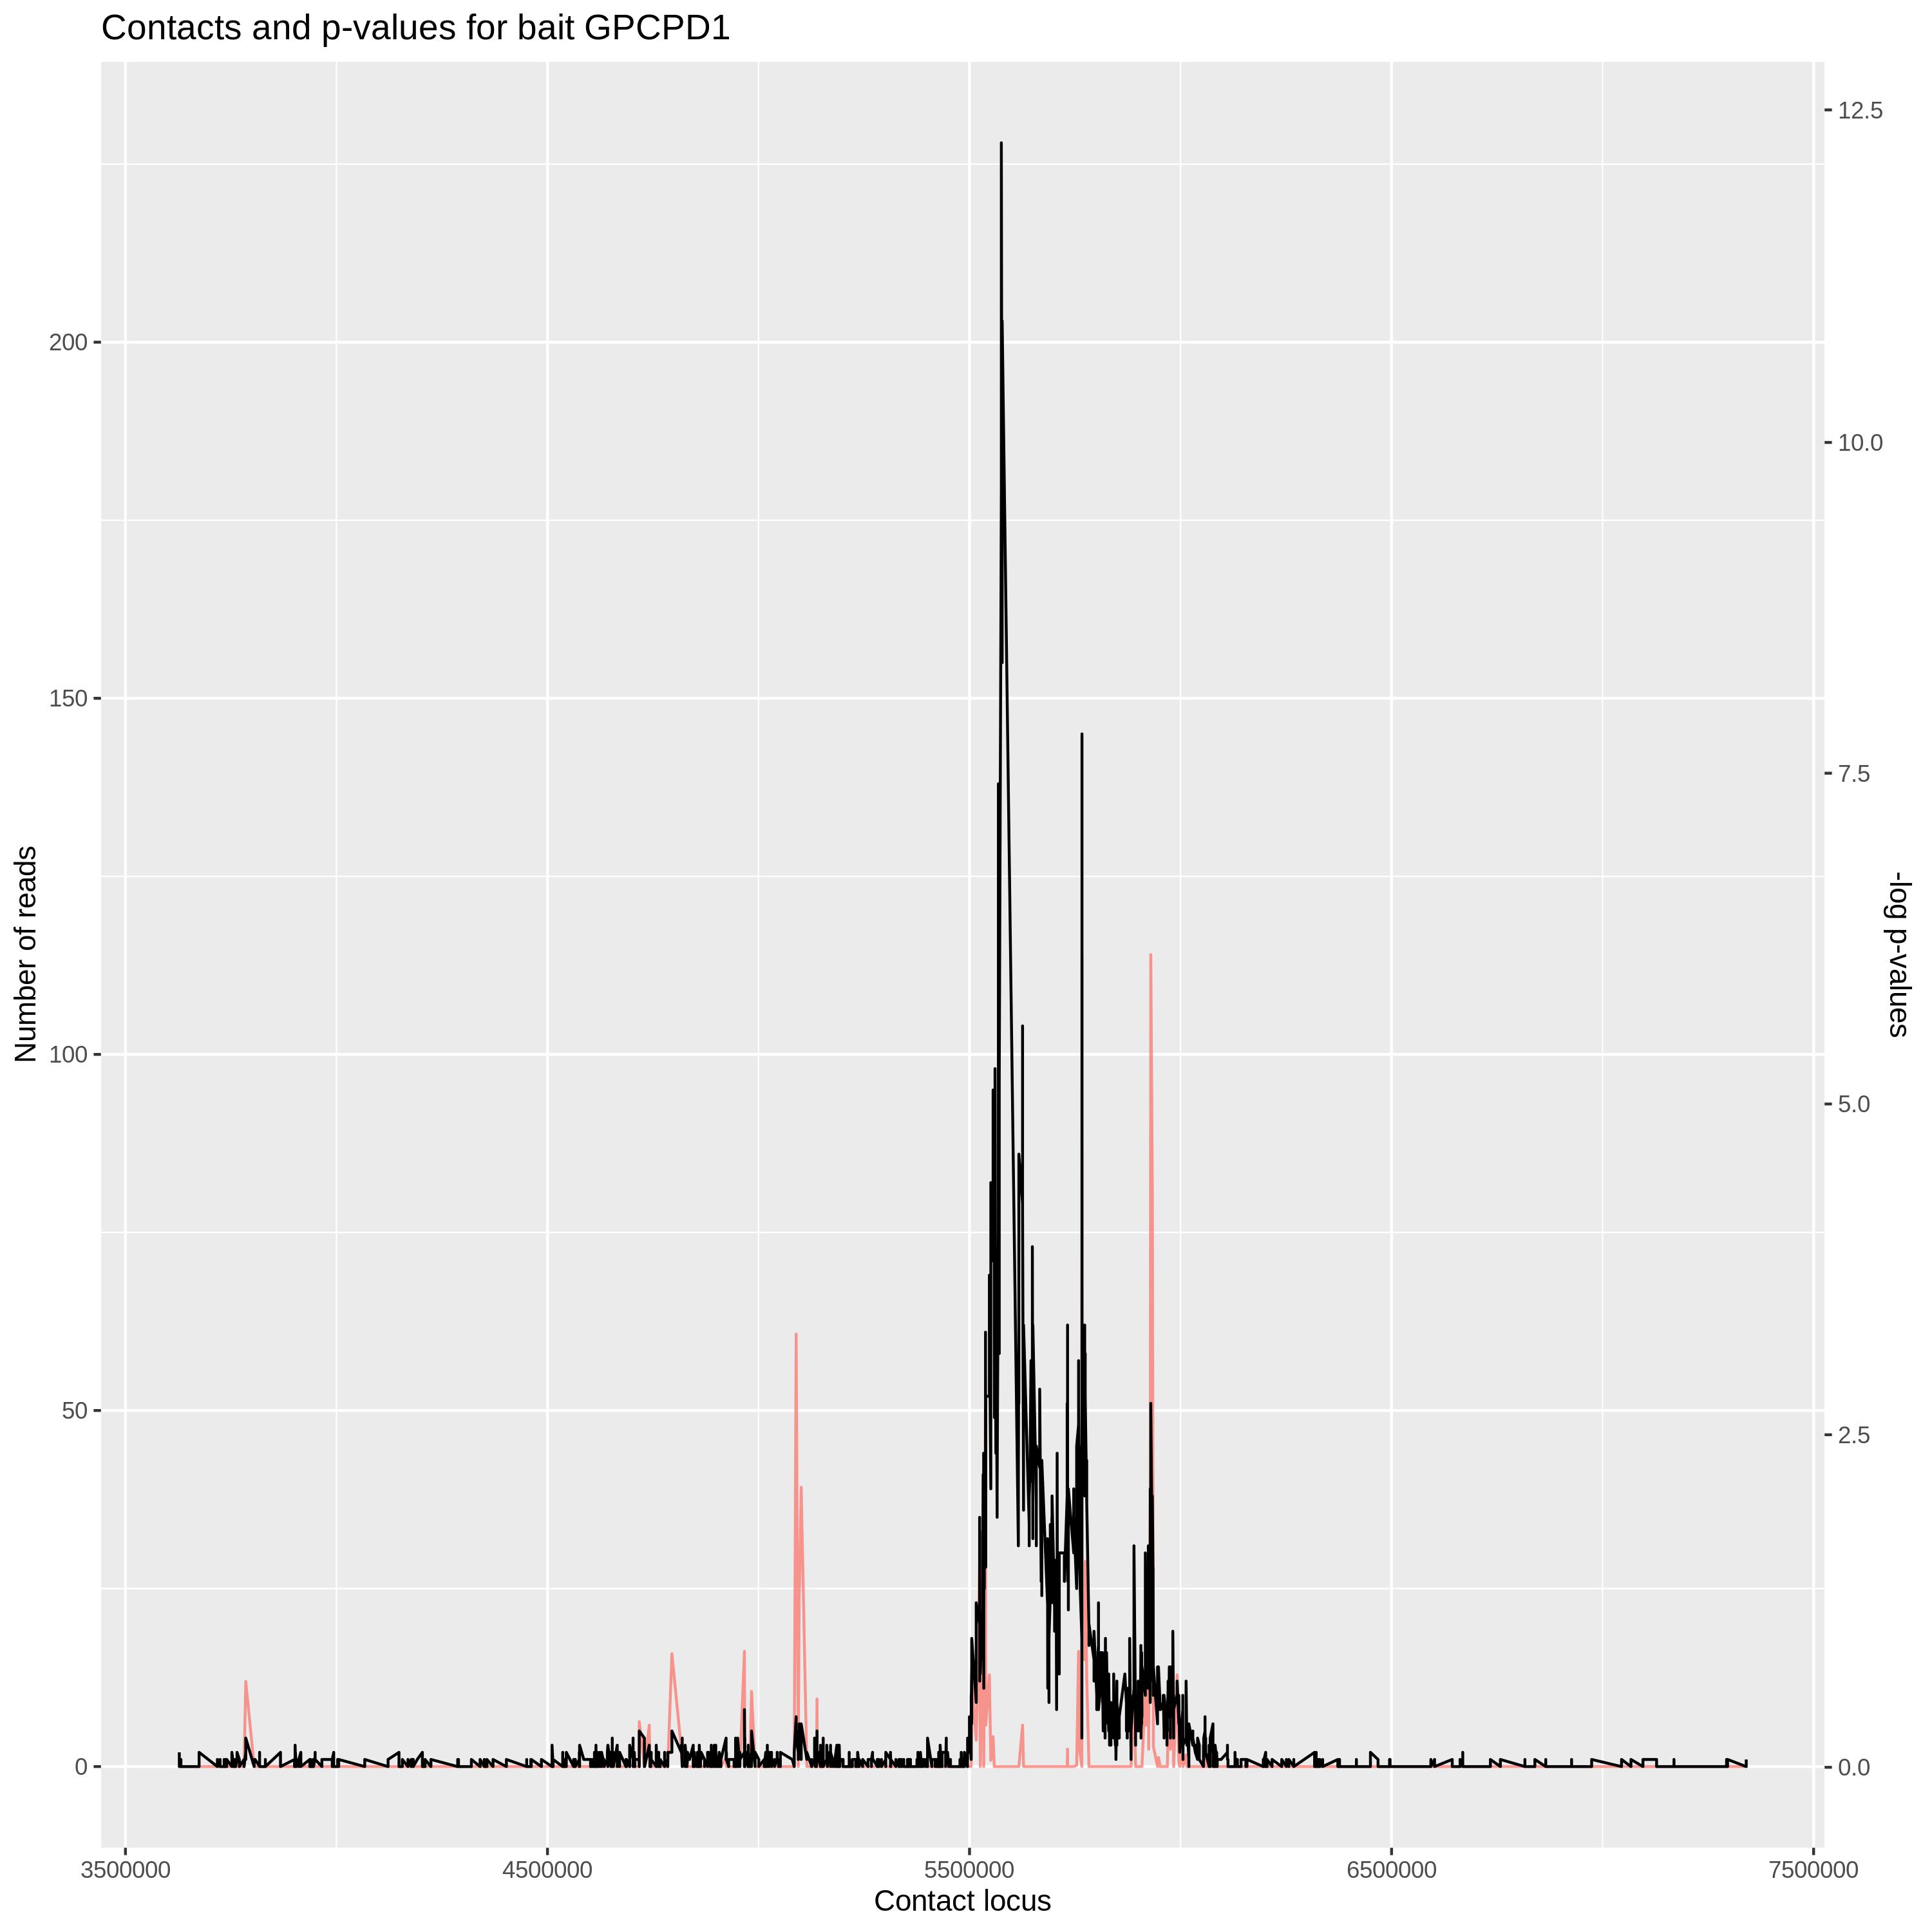 Contacts and p-values for bait GPCPD1
12.5
200
10.0
150
7.5
Number of reads
-log p-values
100
5.0
50
2.5
0
0.0
3500000 4500000 5500000 6500000 7500000
Contact locus